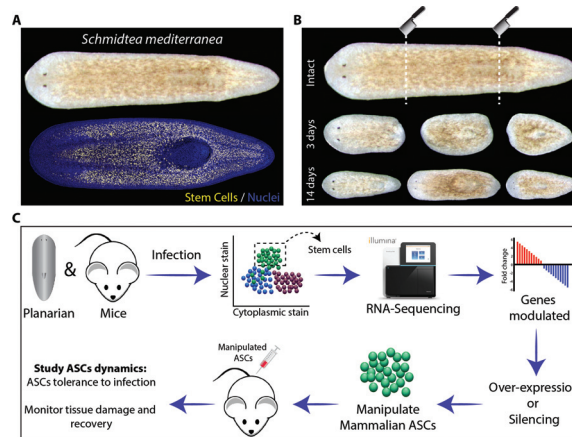 A
Schmidtea mediterranea
Stem Cells / Nuclei
B
Intact
3 days
14 days
C
Planarian
&
Mice
Infection
Nuclear stain
Cytoplasmic stain
Stem cells
illumina
RNA-Sequencing
Fold change
Genes
modulated
Over-expression
or
Silencing
Manipulate
Mammalian ASCs
Manipulated
ASCs
Study ASCs dynamics:
ASCs tolerance to infection
Monitor tissue damage and
recovery